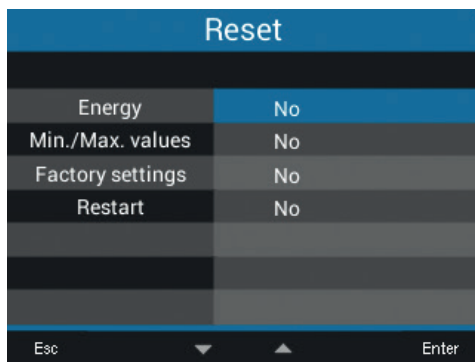 Reset
Energy No
Min./Max. values No
Factory settings No
Restart No
Esc Enter